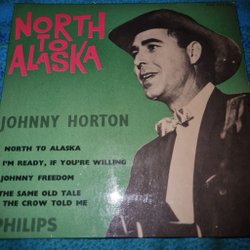 NORTH
TO
ALASKA
JOHNNY HORTON
NORTH TO ALASKA
I'M READY, IF YOU'RE WILLING
JOHNNY FREEDOM
THE SAME OLD TALE
THE CROW TOLD ME
PHILIPS